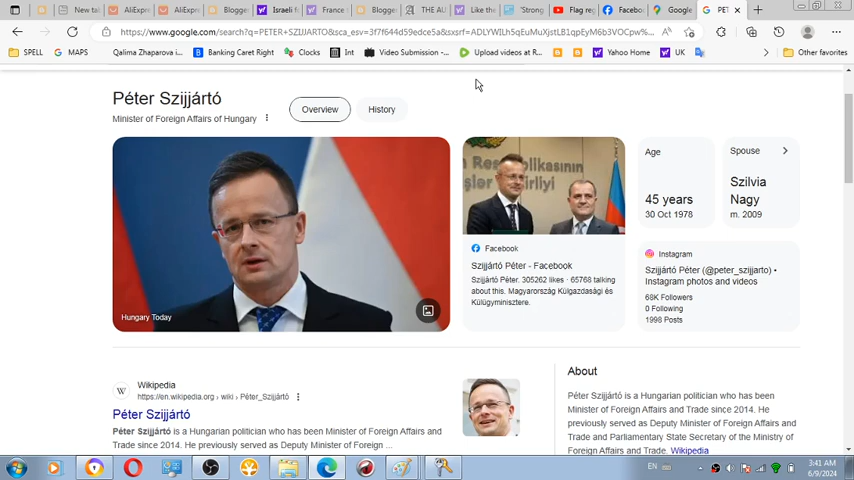 New tal
AliExpre
AliExpre
Blogger
Israeli f
France
Blogger
THE AU
Like the
'Strong
Flag reg
Facebo
Google
PET
https://www.google.com/search?q=PETER+SZIJJARTO&sca_esv=3f7f644d59edce5a&sxsrf=ADLYWILh5qEuMuXjstLB1qpEyM6b3VOCpw%...
SPELL
MAPS
Qalima Zhaparova i...
Banking Caret Right
Clocks
Int
Video Submission -...
Upload videos at R...
Yahoo Home
UK
Other favorites
Péter Szijjártó
Minister of Foreign Affairs of Hungary
Overview
History
Hungary Today
Facebook
Szijjártó Péter - Facebook
Szijjártó Péter. 305262 likes · 65768 talking
about this. Magyarország Külgazdasági és
Külügyminisztere.
Age
45 years
30 Oct 1978
Spouse
Szilvia
Nagy
m. 2009
Instagram
Szijjártó Péter (@peter_szijjarto) •
Instagram photos and videos
68K Followers
0 Following
1998 Posts
Wikipedia
https://en.wikipedia.org › wiki › Péter_Szijjártó
Péter Szijjártó
Péter Szijjártó is a Hungarian politician who has been Minister of Foreign Affairs and
Trade since 2014. He previously served as Deputy Minister of Foreign ...
About
Péter Szijjártó is a Hungarian politician who has been
Minister of Foreign Affairs and Trade since 2014. He
previously served as Deputy Minister of Foreign Affairs and
Trade and Parliamentary State Secretary of the Ministry of
Foreign Affairs and Trade. Wikipedia
EN
3:41 AM
6/9/2024